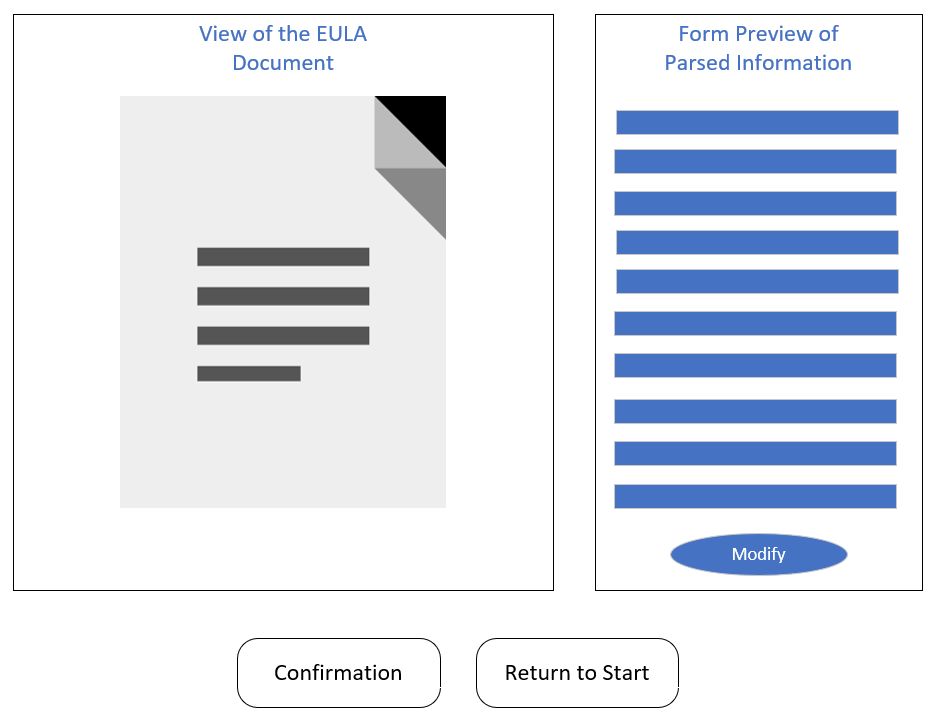 View of the EULA
Document
Form Preview of
Parsed Information
Modify
Confirmation
Return to Start